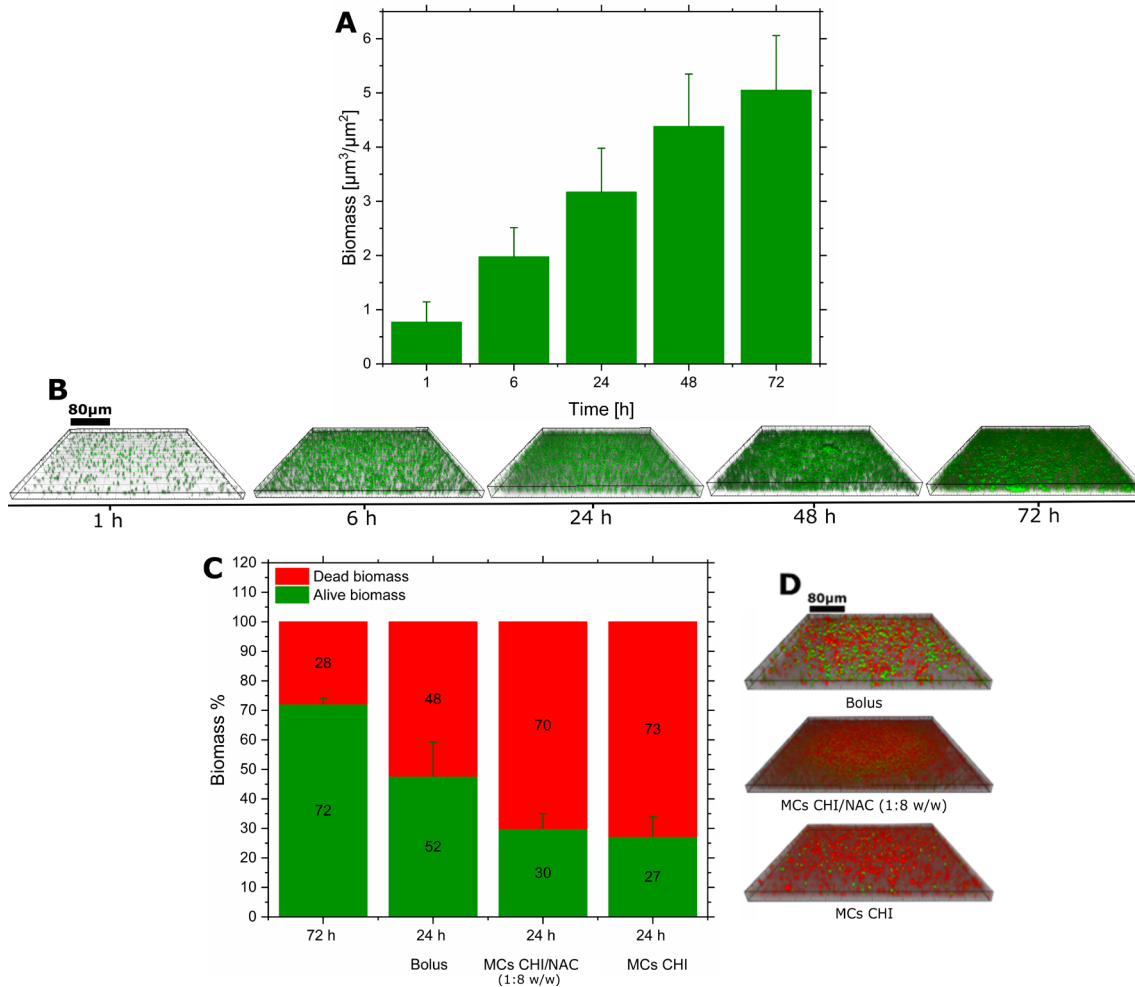 A
Biomass [µm³/µm²]
6
5
4
3
2
1
0
1 6 24 48 72
Time [h]
B
80µm
1 h 6 h 24 h 48 h 72 h
C
Biomass %
120
110
100
90
80
70
60
50
40
30
20
10
0
Dead biomass
Alive biomass
28 48 70 73
72 52 30 27
72 h 24 h 24 h 24 h
Bolus MCs CHI/NAC MCs CHI
(1:8 w/w)
D
80µm
Bolus
MCs CHI/NAC (1:8 w/w)
MCs CHI